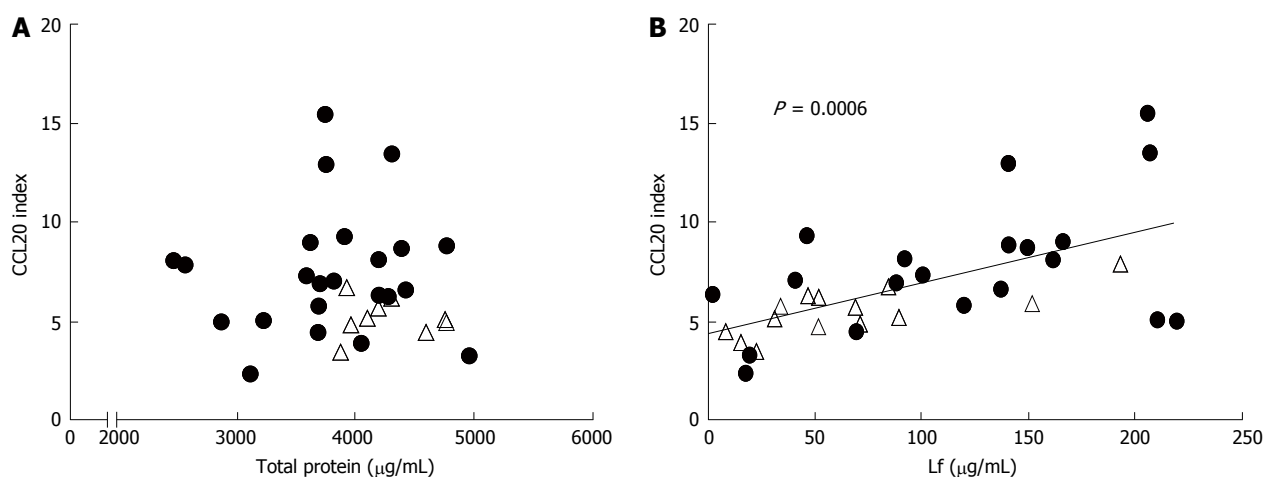 A
20
15
10
5
0
CCL20 index
0 2000 3000 4000 5000 6000
Total protein (μg/mL)
B
20
15
10
5
0
CCL20 index
P = 0.0006
0 50 100 150 200 250
Lf (μg/mL)